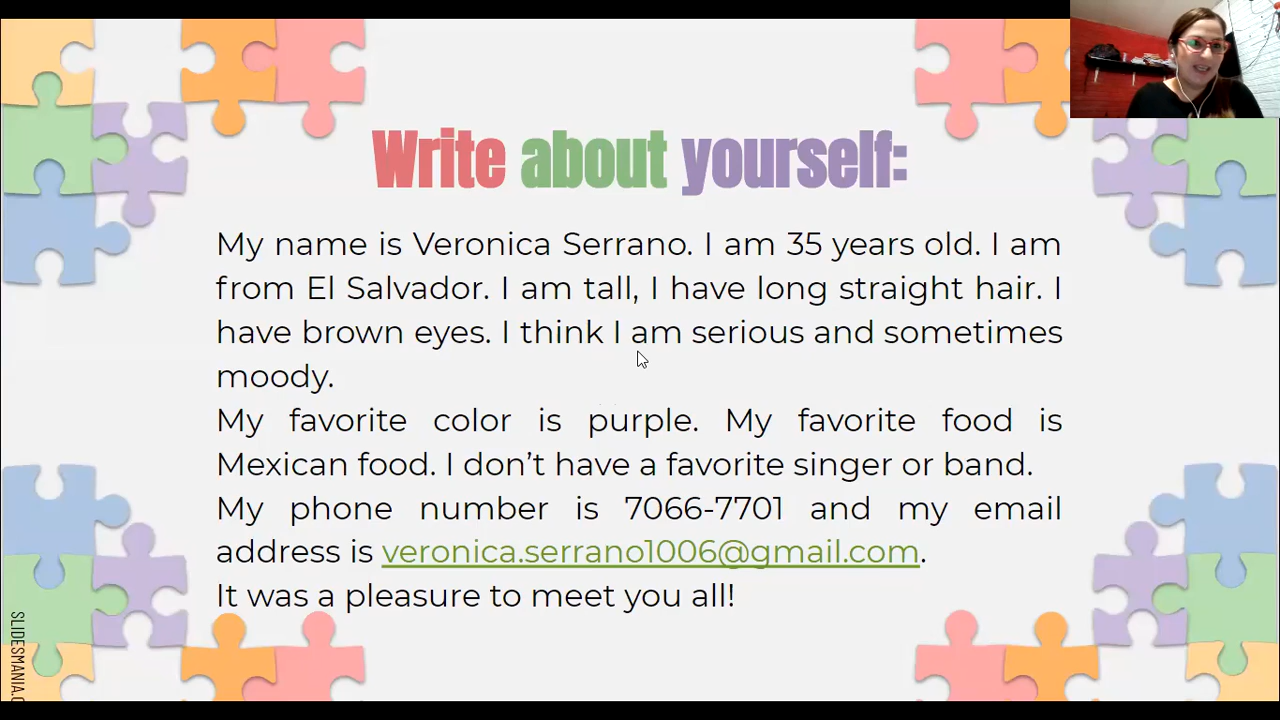 Write about yourself:
My name is Veronica Serrano. I am 35 years old. I am
from El Salvador. I am tall, I have long straight hair. I
have brown eyes. I think I am serious and sometimes
moody.
My favorite color is purple. My favorite food is
Mexican food. I don't have a favorite singer or band.
My phone number is 7066-7701 and my email
address is veronica.serrano1006@gmail.com.
It was a pleasure to meet you all!